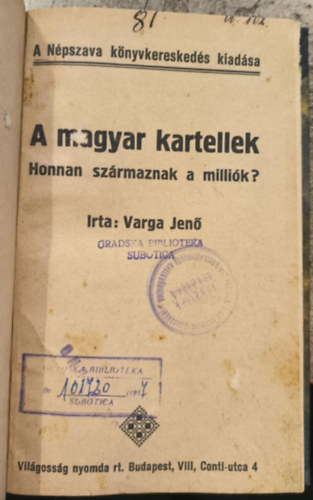 81
A Népszava könyvkereskedés kiadása
A magyar kartellek
Honnan származnak a milliók?
Irta: Varga Jenő
GRADSKA BIBLIOTEKA
SUBOTICA
BIBLIOTEKA
101720
SUBOTICA
Világosság nyomda rt. Budapest, VIII, Conti-utca 4